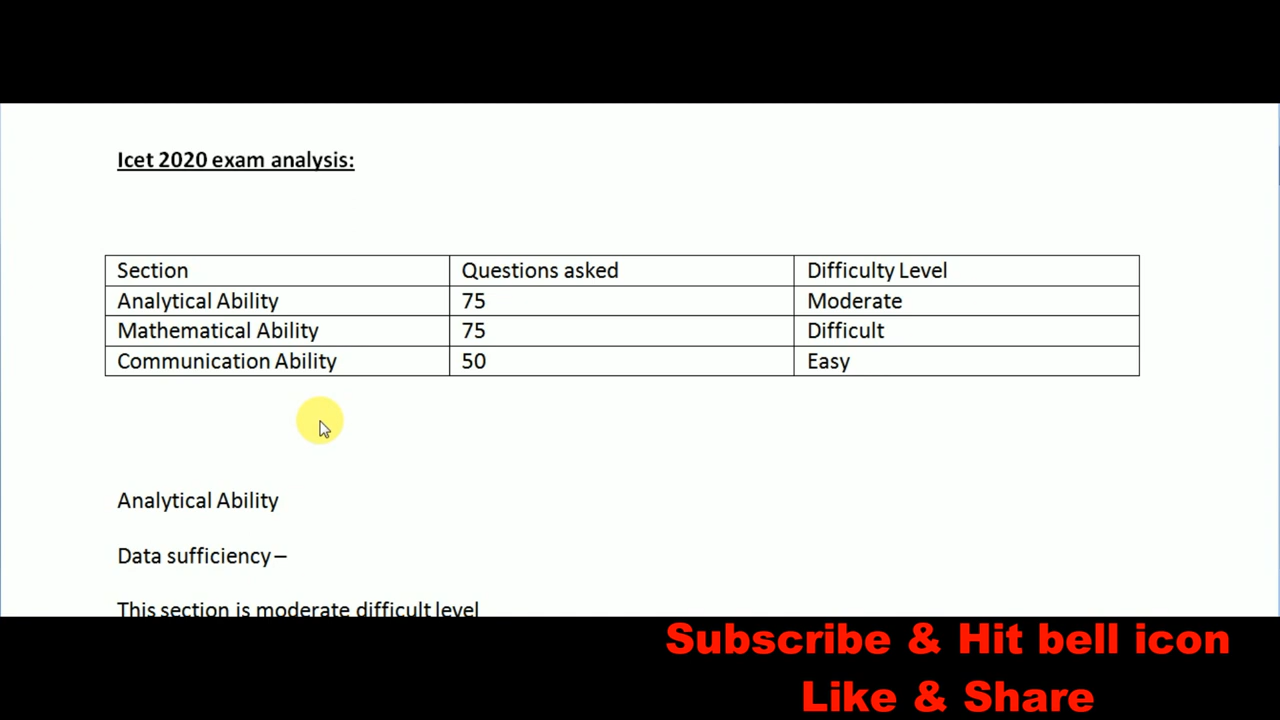 Icet 2020 exam analysis:
Section Questions asked Difficulty Level
Analytical Ability 75 Moderate
Mathematical Ability 75 Difficult
Communication Ability 50 Easy
Analytical Ability
Data sufficiency –
This section is moderate difficult level
Subscribe & Hit bell icon
Like & Share